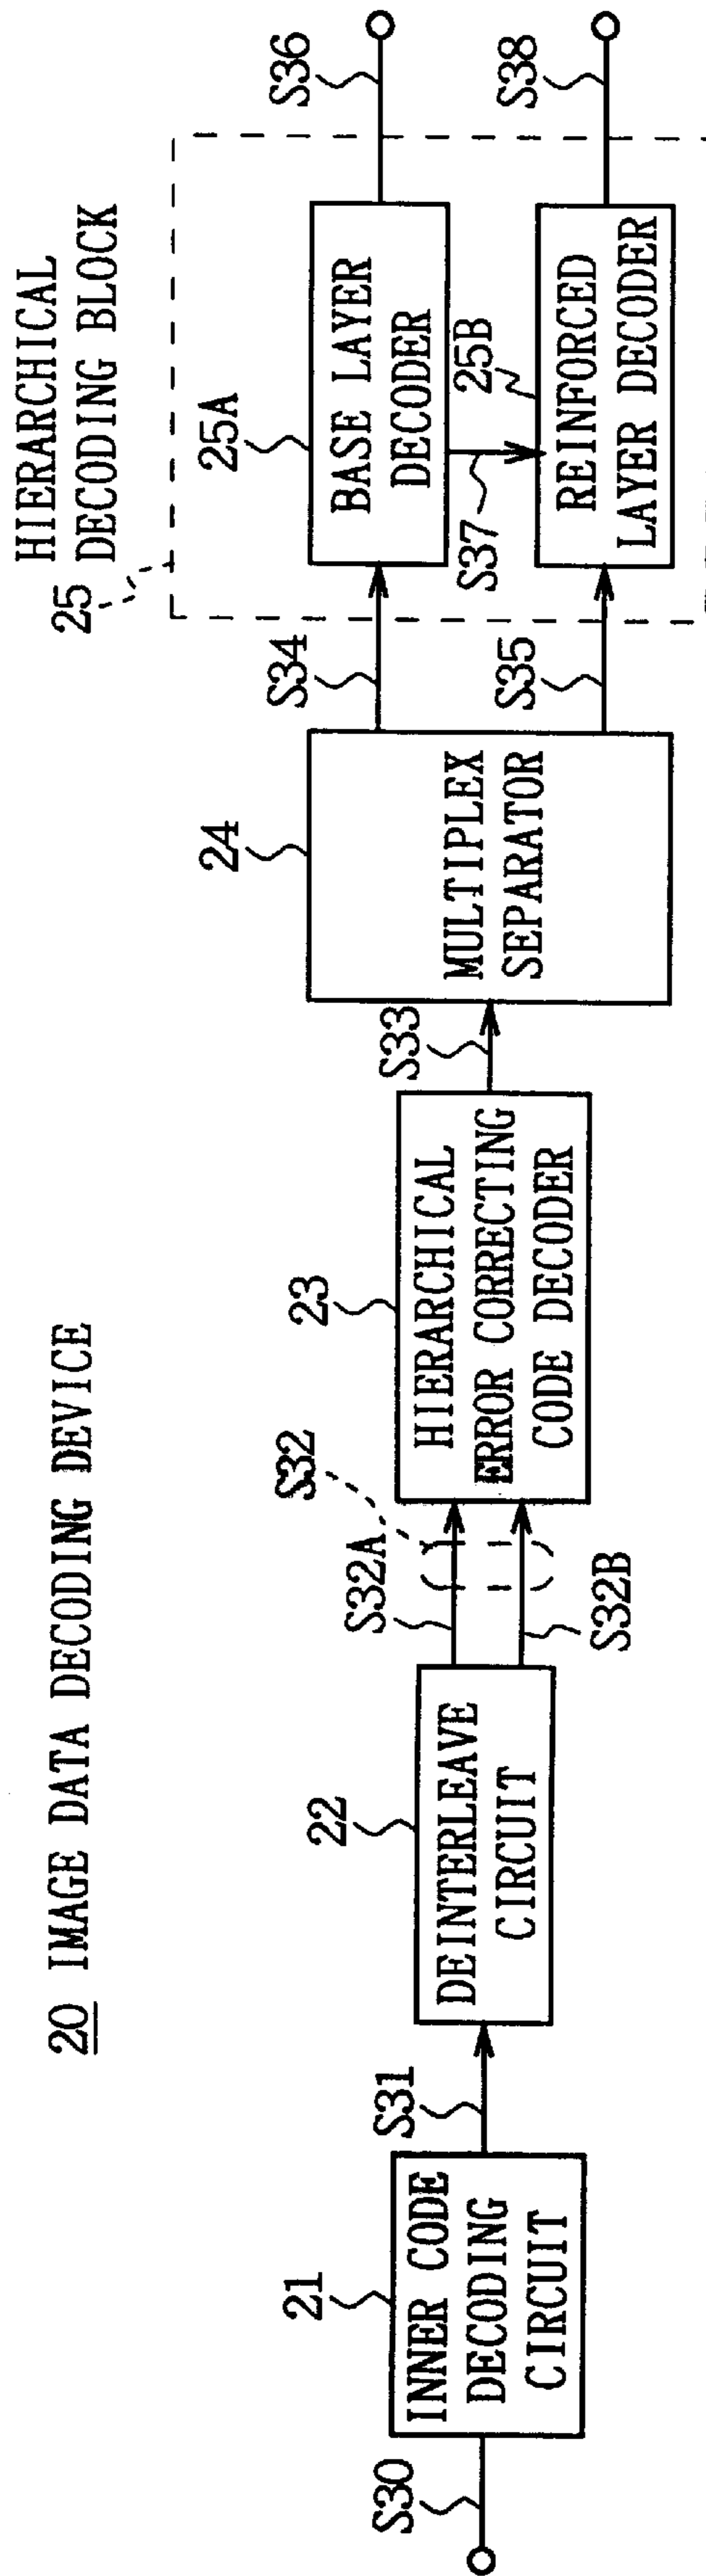 20 IMAGE DATA DECODING DEVICE
S30
21
INNER CODE
DECODING
CIRCUIT
S31
22
DEINTERLEAVE
CIRCUIT
S32A
S32
S32B
23
HIERARCHICAL
ERROR CORRECTING
CODE DECODER
S33
24
MULTIPLEX
SEPARATOR
S34
S35
25
HIERARCHICAL
DECODING BLOCK
25A
BASE LAYER
DECODER
S37
25B
REINFORCED
LAYER DECODER
S36
S38